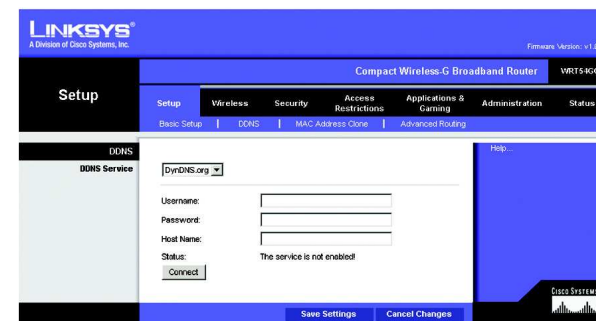 LINKSYS®
A Division of Cisco Systems, Inc.
Firmware Version: v1.
Compact Wireless-G Broadband Router
WRT54GC
Setup
Setup Wireless Security Access Restrictions Applications & Gaming Administration Status
Basic Setup | DDNS | MAC Address Clone | Advanced Routing
DDNS
Help...
DDNS Service
DynDNS.org
Username:
Password:
Host Name:
Status: The service is not enabled!
Connect
CISCO SYSTEMS
Save Settings Cancel Changes